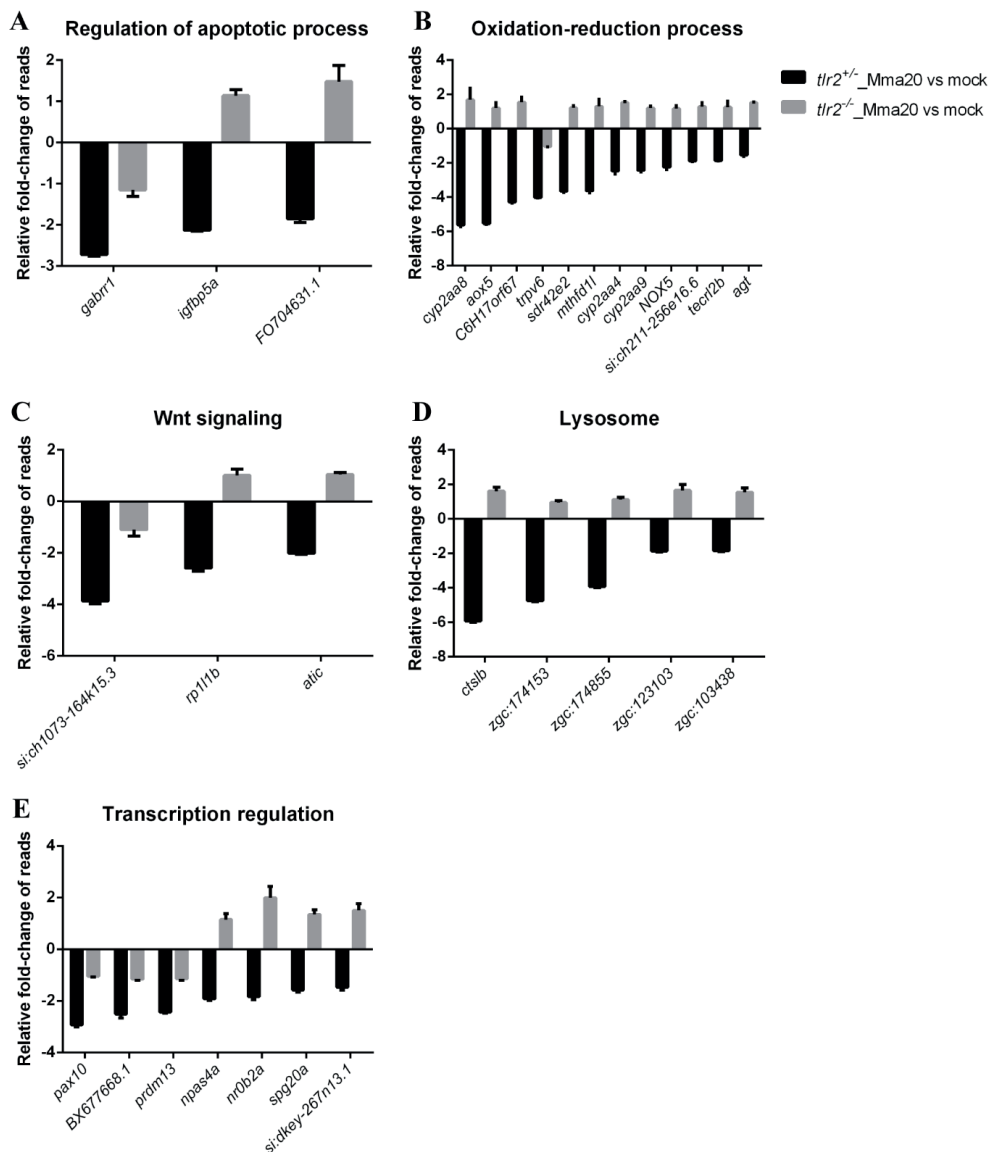 A
Regulation of apoptotic process
Relative fold-change of reads
2
1
0
-1
-2
-3
gabrr1
igfbp5a
FO704631.1
B
Oxidation-reduction process
Relative fold-change of reads
6
4
2
0
-2
-4
-6
-8
cyp2aa8
aox5
C6H17orf67
trpv6
sdr42e2
mthfd1l
cyp2aa4
cyp2aa9
NOX5
si:ch211-256e16.6
tecrl2b
agt
tlr2+/-_Mma20 vs mock
tlr2-/-_Mma20 vs mock
C
Wnt signaling
Relative fold-change of reads
2
0
-2
-4
-6
si:ch1073-164k15.3
rp1l1b
atic
D
Lysosome
Relative fold-change of reads
4
2
0
-2
-4
-6
-8
ctslb
zgc:174153
zgc:174855
zgc:123103
zgc:103438
E
Transcription regulation
Relative fold-change of reads
4
2
0
-2
-4
pax10
BX677668.1
prdm13
npas4a
nr0b2a
spg20a
si:dkey-267n13.1